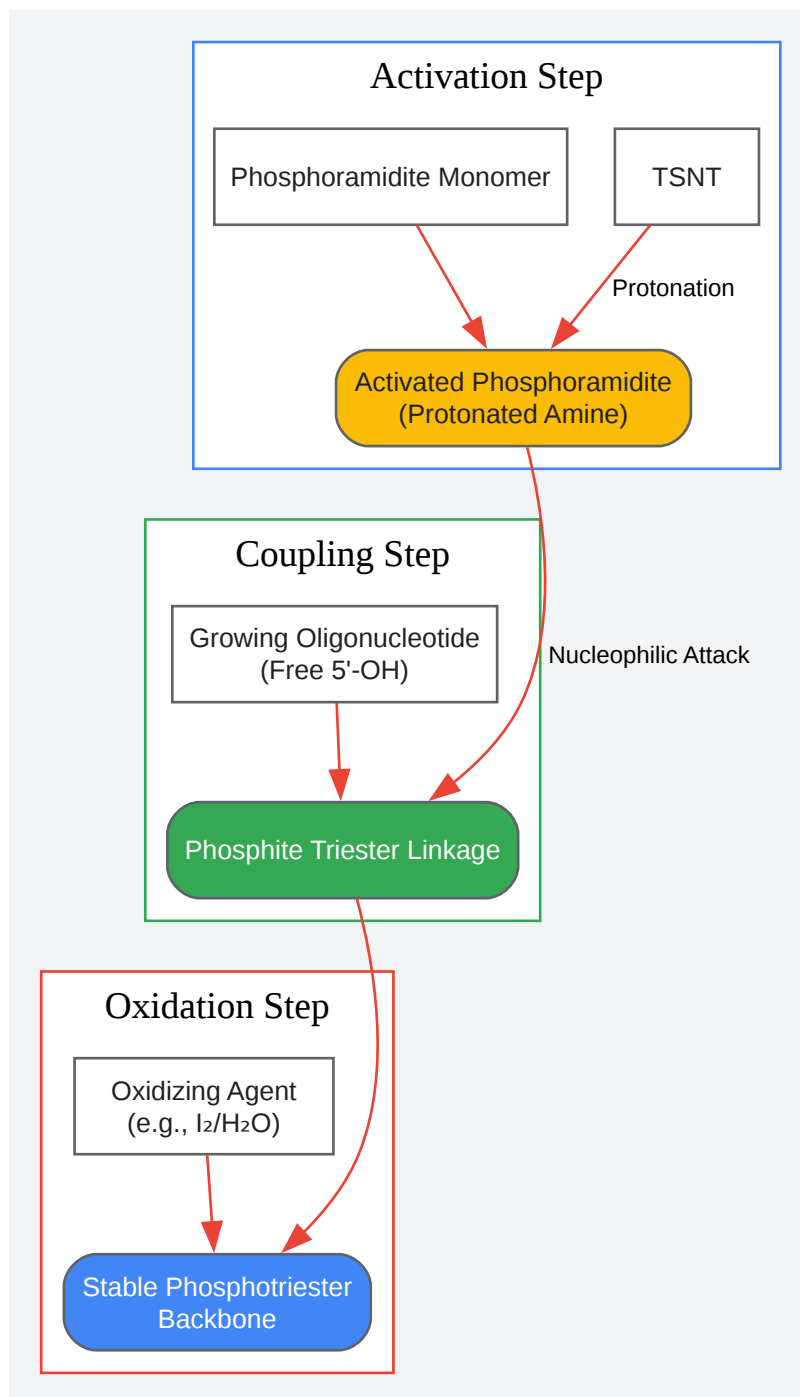 Activation Step
Phosphoramidite Monomer
TSNT
Protonation
Activated Phosphoramidite
(Protonated Amine)
Coupling Step
Growing Oligonucleotide
(Free 5'-OH)
Nucleophilic Attack
Phosphite Triester Linkage
Oxidation Step
Oxidizing Agent
(e.g., I₂/H₂O)
Stable Phosphotriester
Backbone